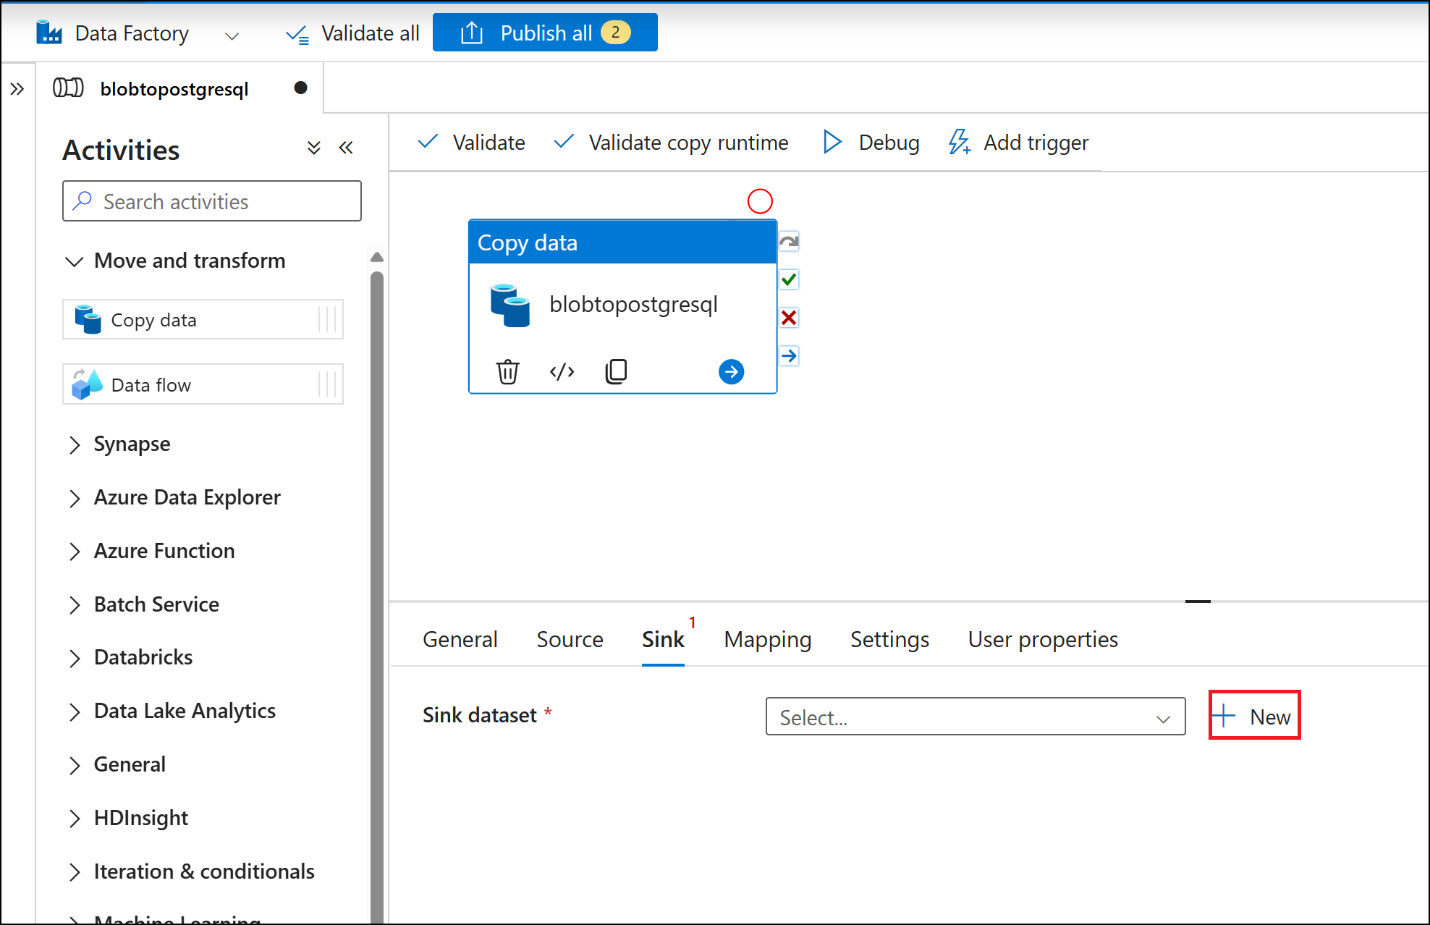 Data Factory
Validate all
Publish all 2
blobtopostgresql
Activities
Search activities
Move and transform
Copy data
Data flow
Synapse
Azure Data Explorer
Azure Function
Batch Service
Databricks
Data Lake Analytics
General
HDInsight
Iteration & conditionals
Machine Learning
Validate
Validate copy runtime
Debug
Add trigger
Copy data
blobtopostgresql
General
Source
Sink 1
Mapping
Settings
User properties
Sink dataset *
Select...
New